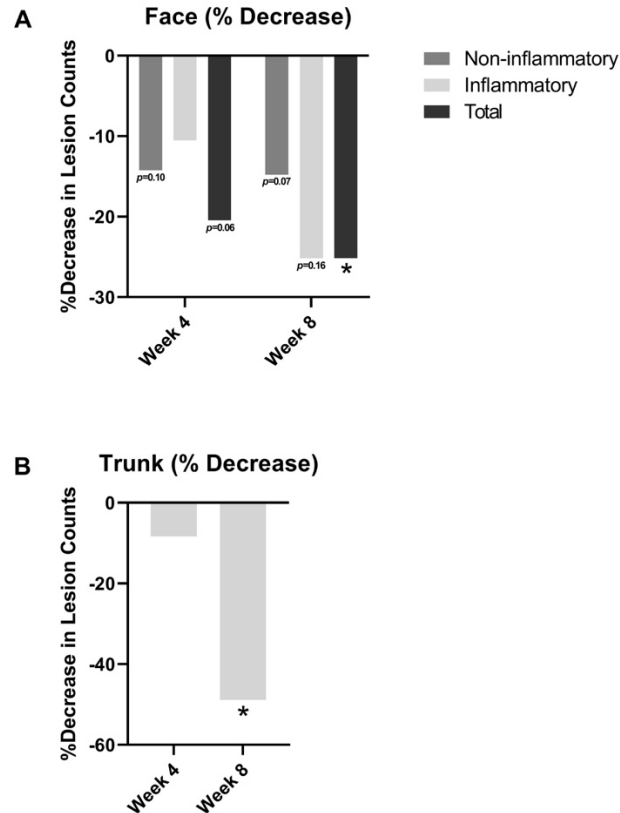 A
Face (% Decrease)
%Decrease in Lesion Counts
0
-10
-20
-30
p=0.10
p=0.06
p=0.07
p=0.16
*
Week 4
Week 8
Non-inflammatory
Inflammatory
Total
B
Trunk (% Decrease)
%Decrease in Lesion Counts
0
-20
-40
-60
*
Week 4
Week 8